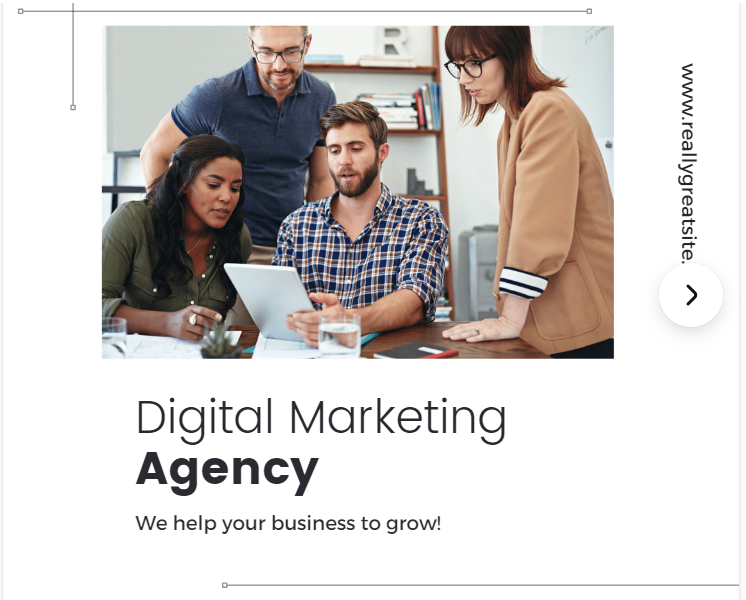 R
www.reallygreatsite.
Digital Marketing
Agency
We help your business to grow!